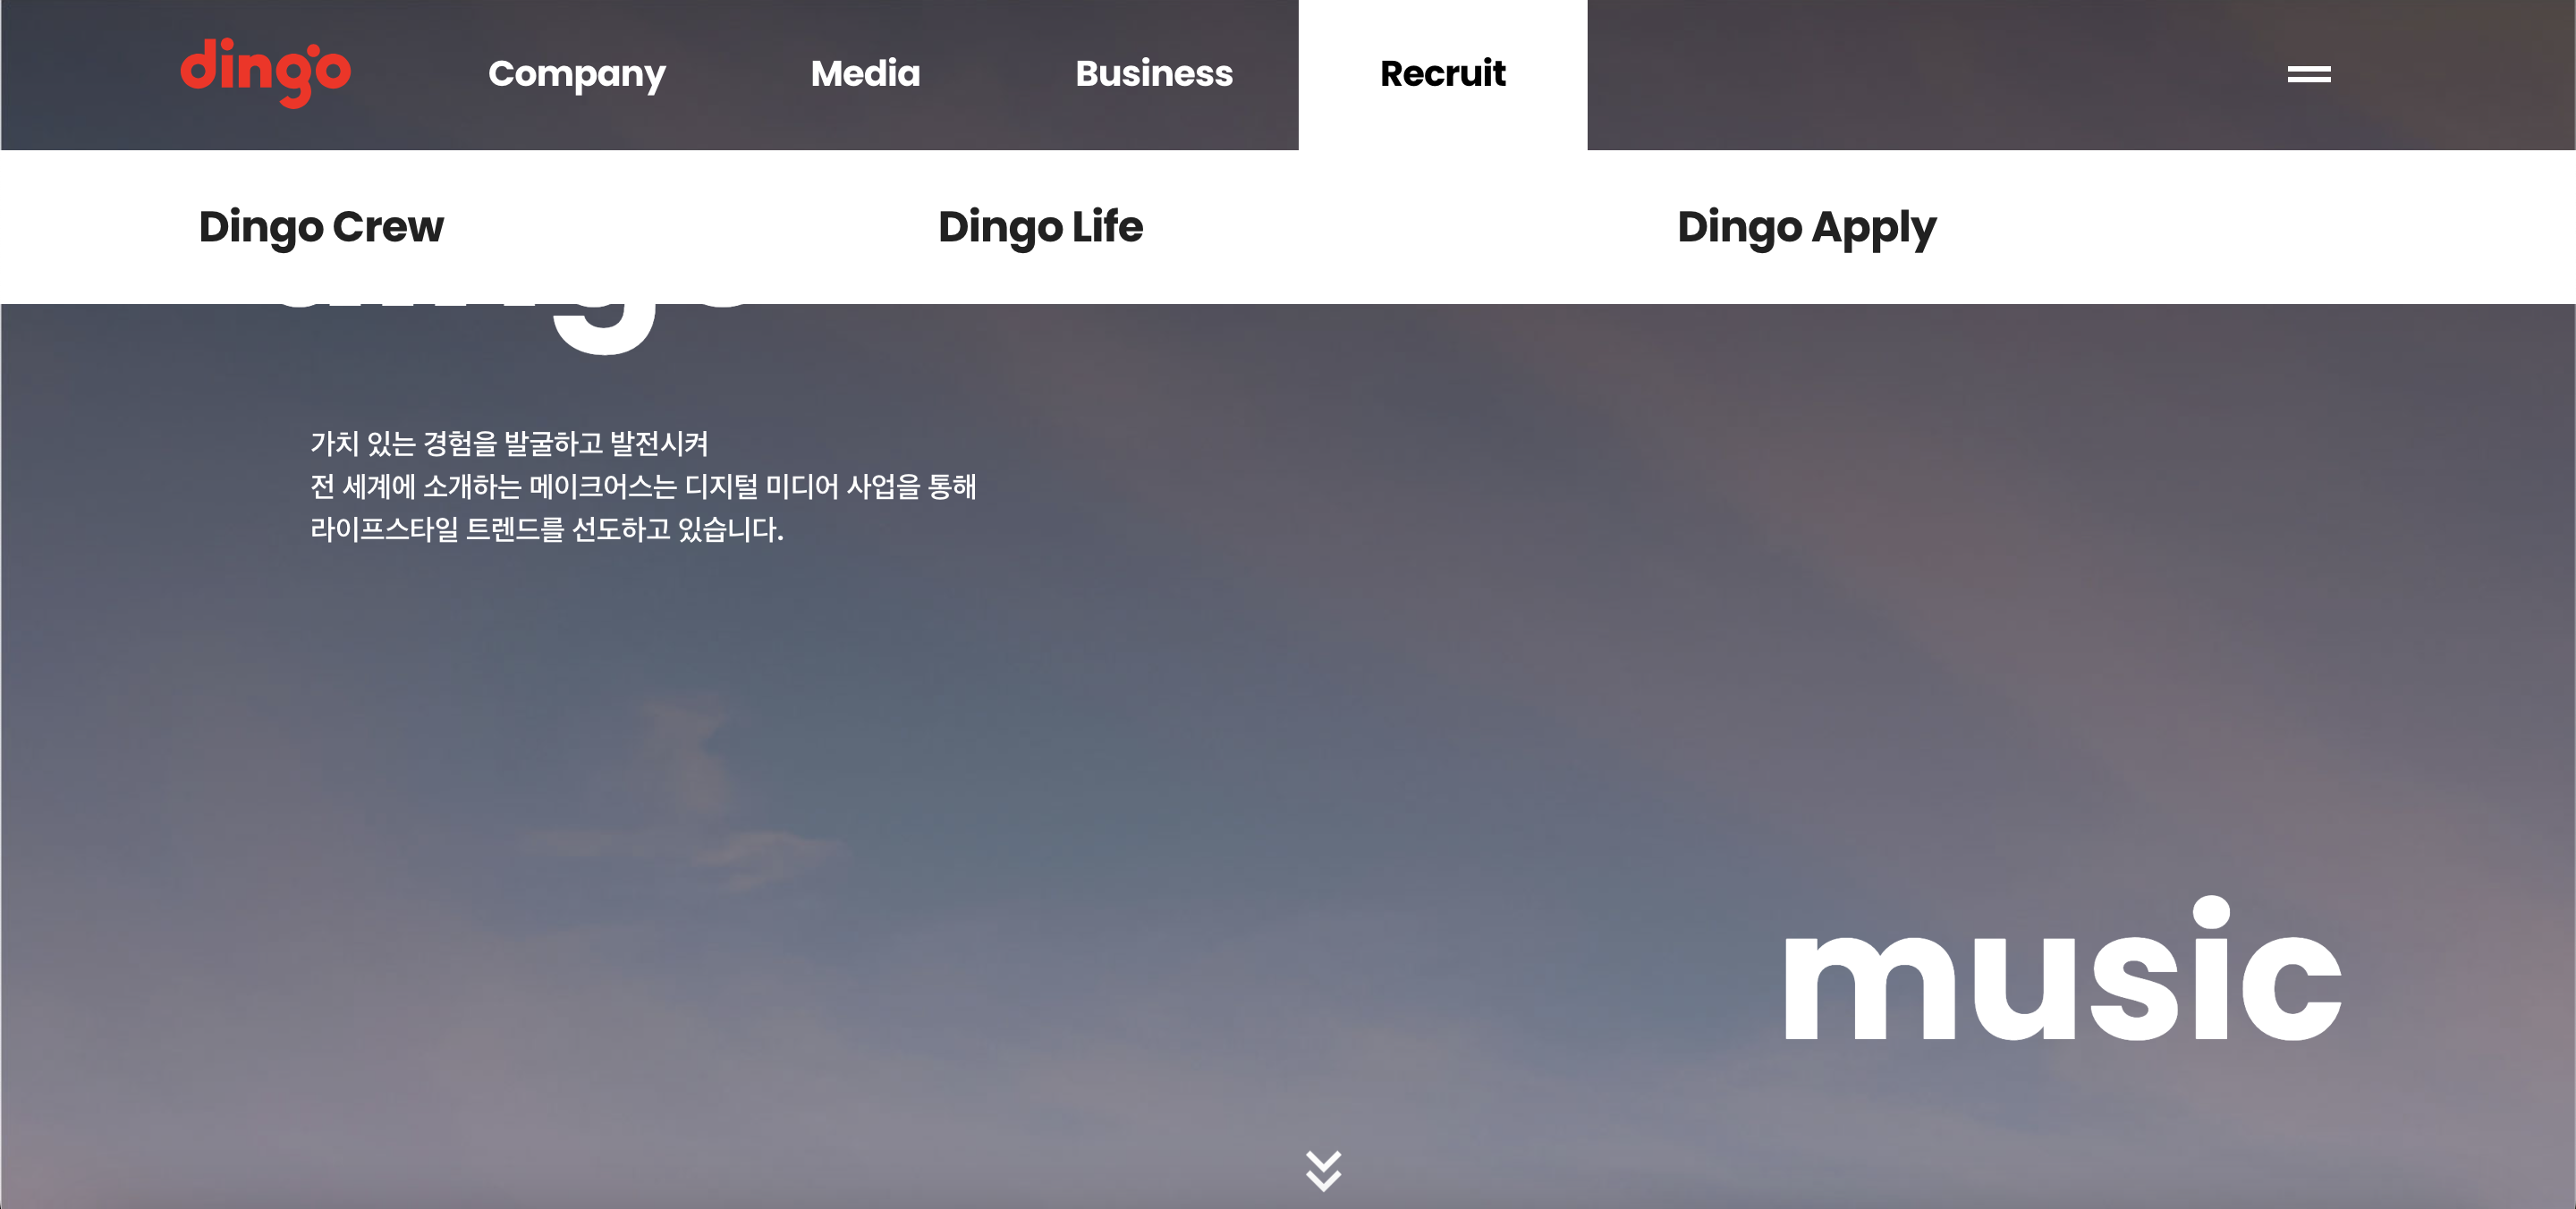 dingo
Company
Media
Business
Recruit
Dingo Crew
Dingo Life
Dingo Apply
가치 있는 경험을 발굴하고 발전시켜
전 세계에 소개하는 메이크어스는 디지털 미디어 사업을 통해
라이프스타일 트렌드를 선도하고 있습니다.
music